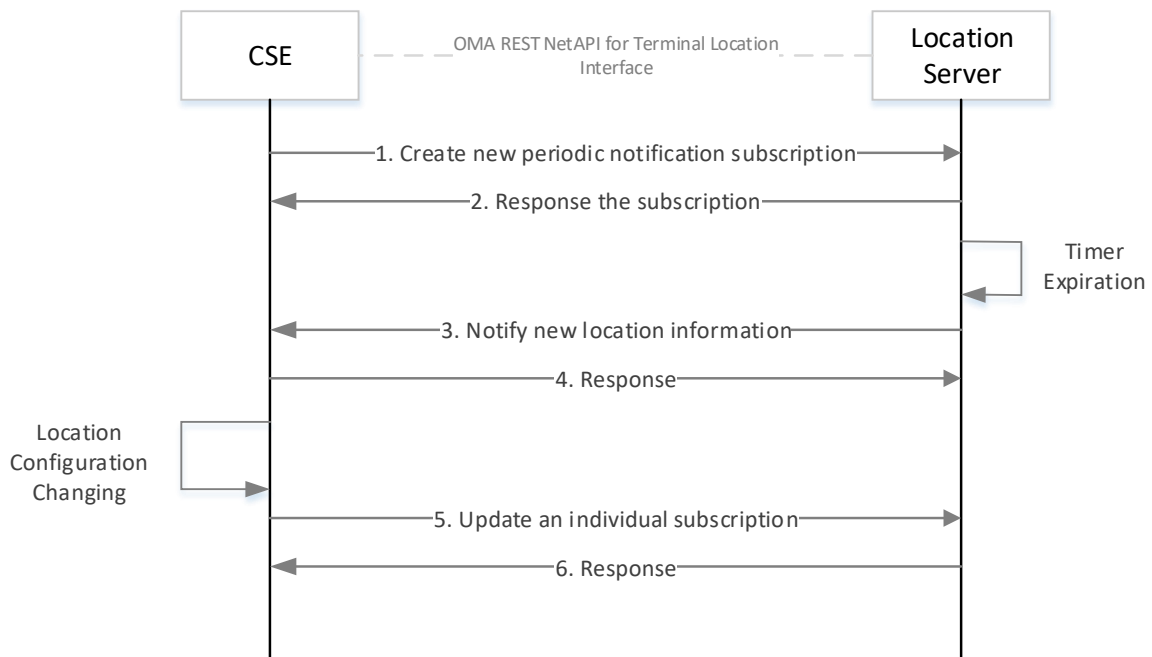 CSE
OMA REST NetAPI for Terminal Location
Interface
Location
Server
1. Create new periodic notification subscription
2. Response the subscription
Timer
Expiration
3. Notify new location information
4. Response
Location
Configuration
Changing
5. Update an individual subscription
6. Response